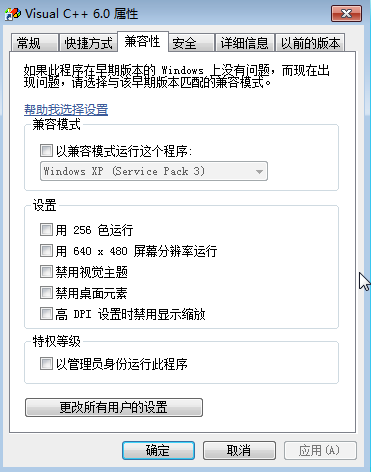 Visual C++ 6.0 属性
常规 快捷方式 兼容性 安全 详细信息 以前的版本
如果此程序在早期版本的 Windows 上没有问题，而现在出
现问题，请选择与该早期版本匹配的兼容模式。
帮助我选择设置
兼容模式
以兼容模式运行这个程序:
Windows XP (Service Pack 3)
设置
用 256 色运行
用 640 x 480 屏幕分辨率运行
禁用视觉主题
禁用桌面元素
高 DPI 设置时禁用显示缩放
特权等级
以管理员身份运行此程序
更改所有用户的设置
确定 取消 应用(A)